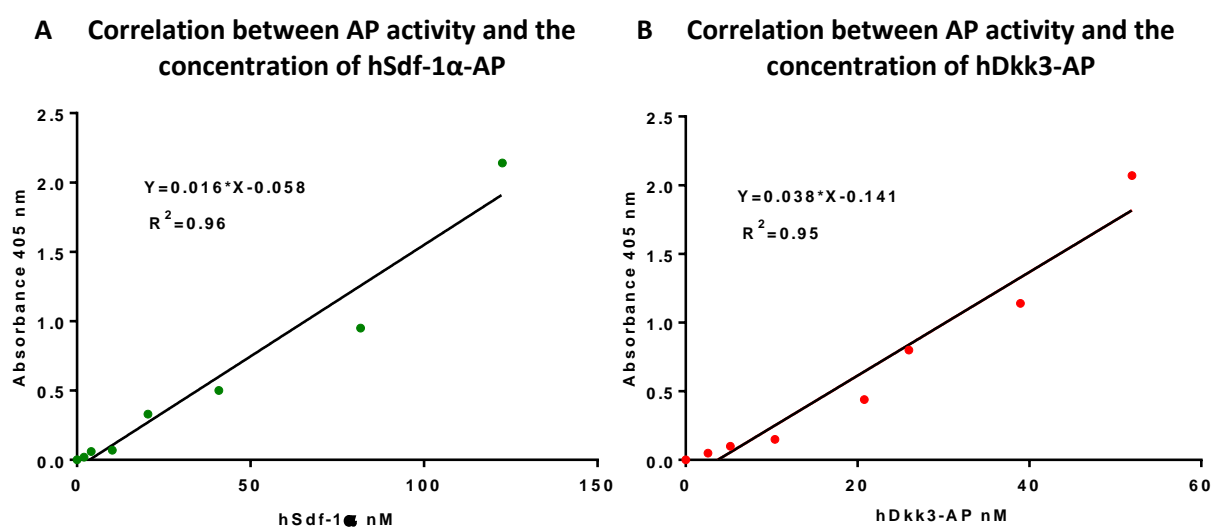 A Correlation between AP activity and the
concentration of hSdf-1α-AP
2.5
2.0
1.5
1.0
0.5
0.0
Absorbance 405 nm
Y=0.016*X-0.058
R²=0.96
0 50 100 150
hSdf-1α nM
B Correlation between AP activity and the
concentration of hDkk3-AP
2.5
2.0
1.5
1.0
0.5
0.0
Absorbance 405 nm
Y=0.038*X-0.141
R²=0.95
0 20 40 60
hDkk3-AP nM